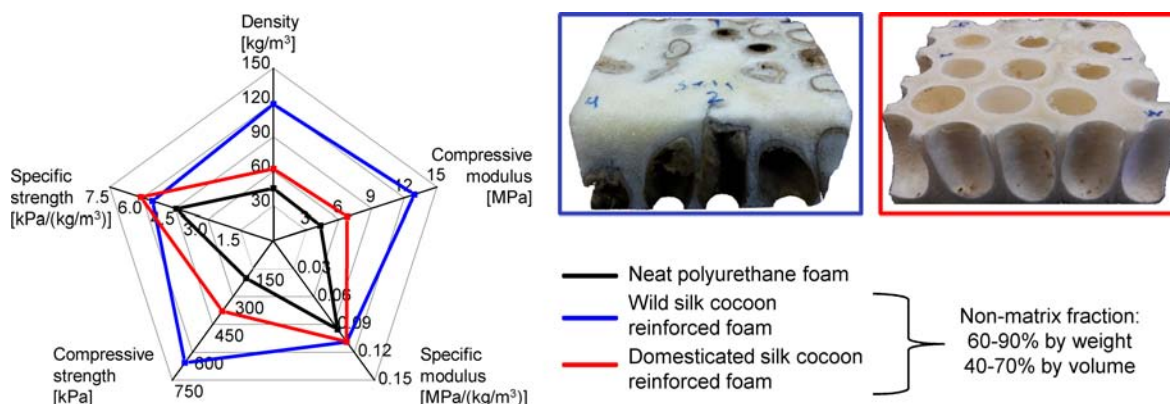 Density
[kg/m³]
150
120
90
60
30
Compressive
modulus
[MPa]
15
12
9
6
3
Specific
strength
[kPa/(kg/m³)]
7.5
6.0
4.5
3.0
1.5
0.03
0.06
0.09
0.12
0.15
Specific
modulus
[MPa/(kg/m³)]
150
300
450
600
750
Compressive
strength
[kPa]
4
2
Neat polyurethane foam
Wild silk cocoon
reinforced foam
Domesticated silk cocoon
reinforced foam
Non-matrix fraction:
60-90% by weight
40-70% by volume